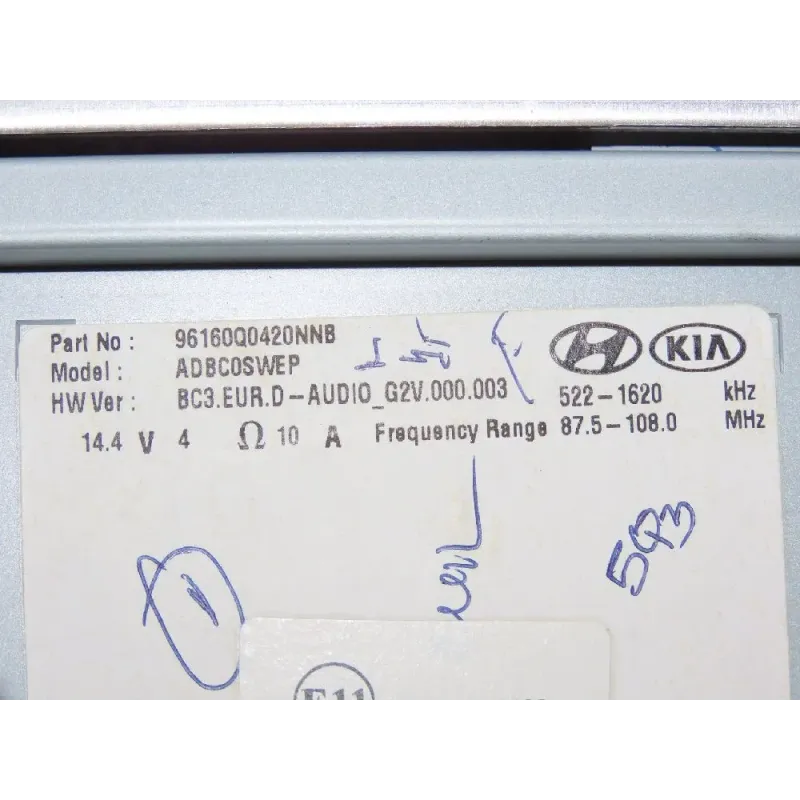 Part No : 96160Q0420NNB
Model : ADBC0SWEP
HW Ver : BC3.EUR.D-AUDIO_G2V.000.003
KIA
522-1620 kHz
14.4 V 4 Ω 10 A Frequency Range 87.5-108.0 MHz
593
E11